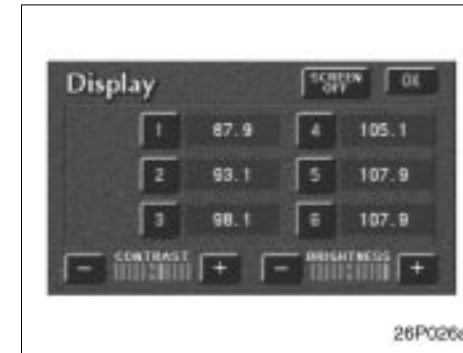 Display SCREEN OFF OK
1 87.9 4 105.1
2 93.1 5 107.9
3 98.1 6 107.9
- CONTRAST + - BRIGHTNESS +
26P026a